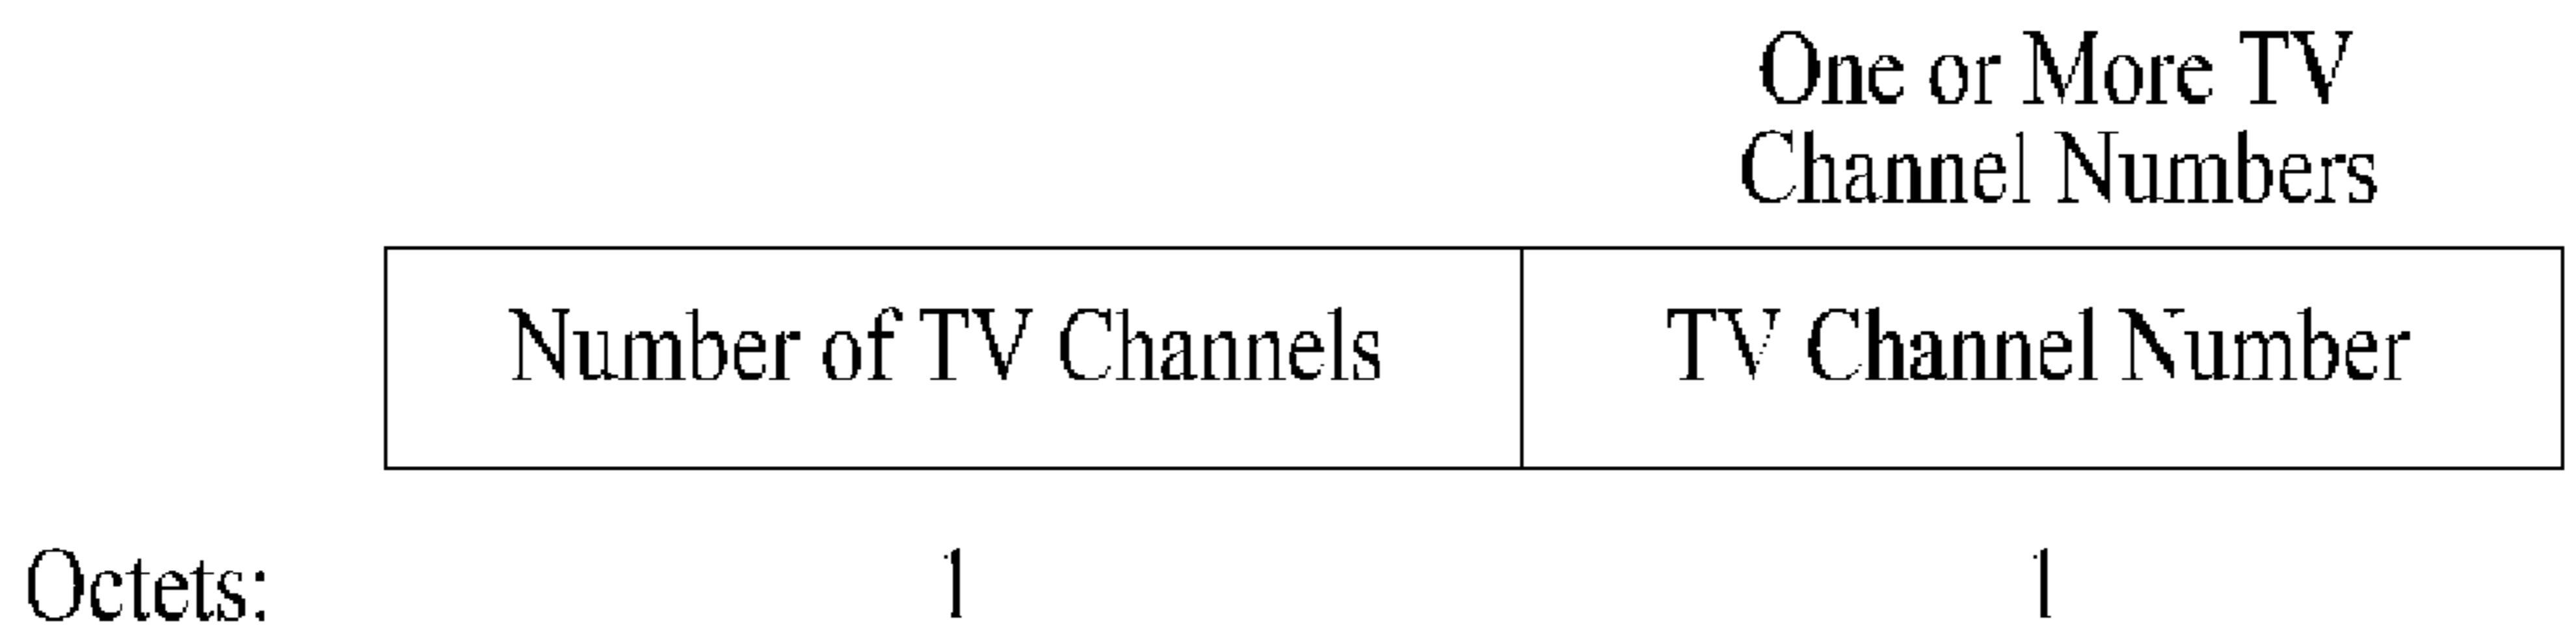 One or More TV
Channel Numbers
Number of TV Channels TV Channel Number
Octets: 1 1